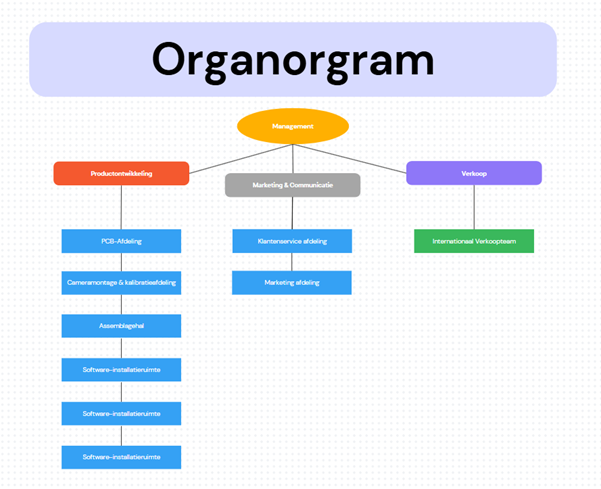 Organorgram
Management
Productontwikkeling
Marketing & Communicatie
Verkoop
PCB-Afdeling
Klantenservice afdeling
Internationaal Verkoopteam
Cameramontage & kalibratieafdeling
Marketing afdeling
Assemblagehal
Software-installatieruimte
Software-installatieruimte
Software-installatieruimte